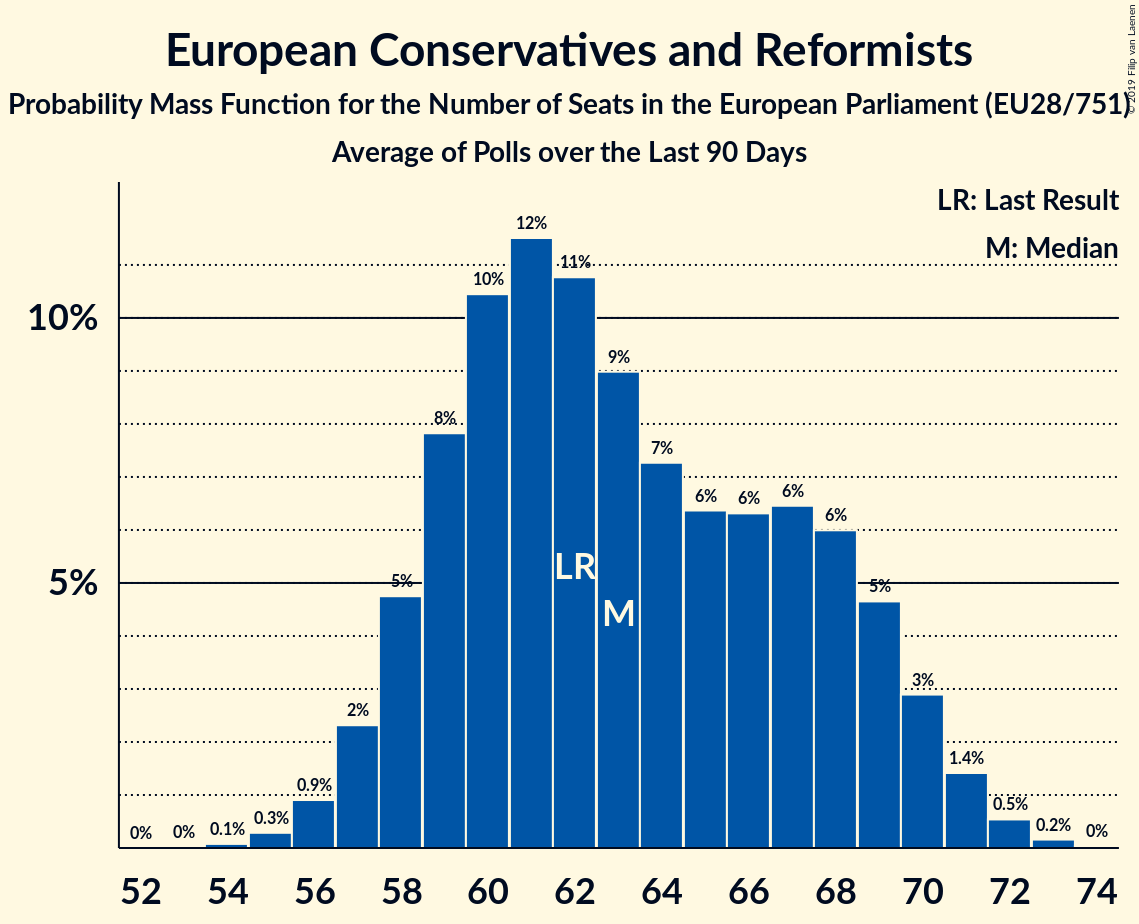 European Conservatives and Reformists
Probability Mass Function for the Number of Seats in the European Parliament (EU28/751)
Average of Polls over the Last 90 Days
© 2019 Filip van Laenen
LR: Last Result
M: Median
10%
5%
0%
0%
0.1%
0.3%
0.9%
2%
5%
8%
10%
12%
11%
9%
7%
6%
6%
6%
6%
5%
3%
1.4%
0.5%
0.2%
0%
LR
M
52 54 56 58 60 62 64 66 68 70 72 74